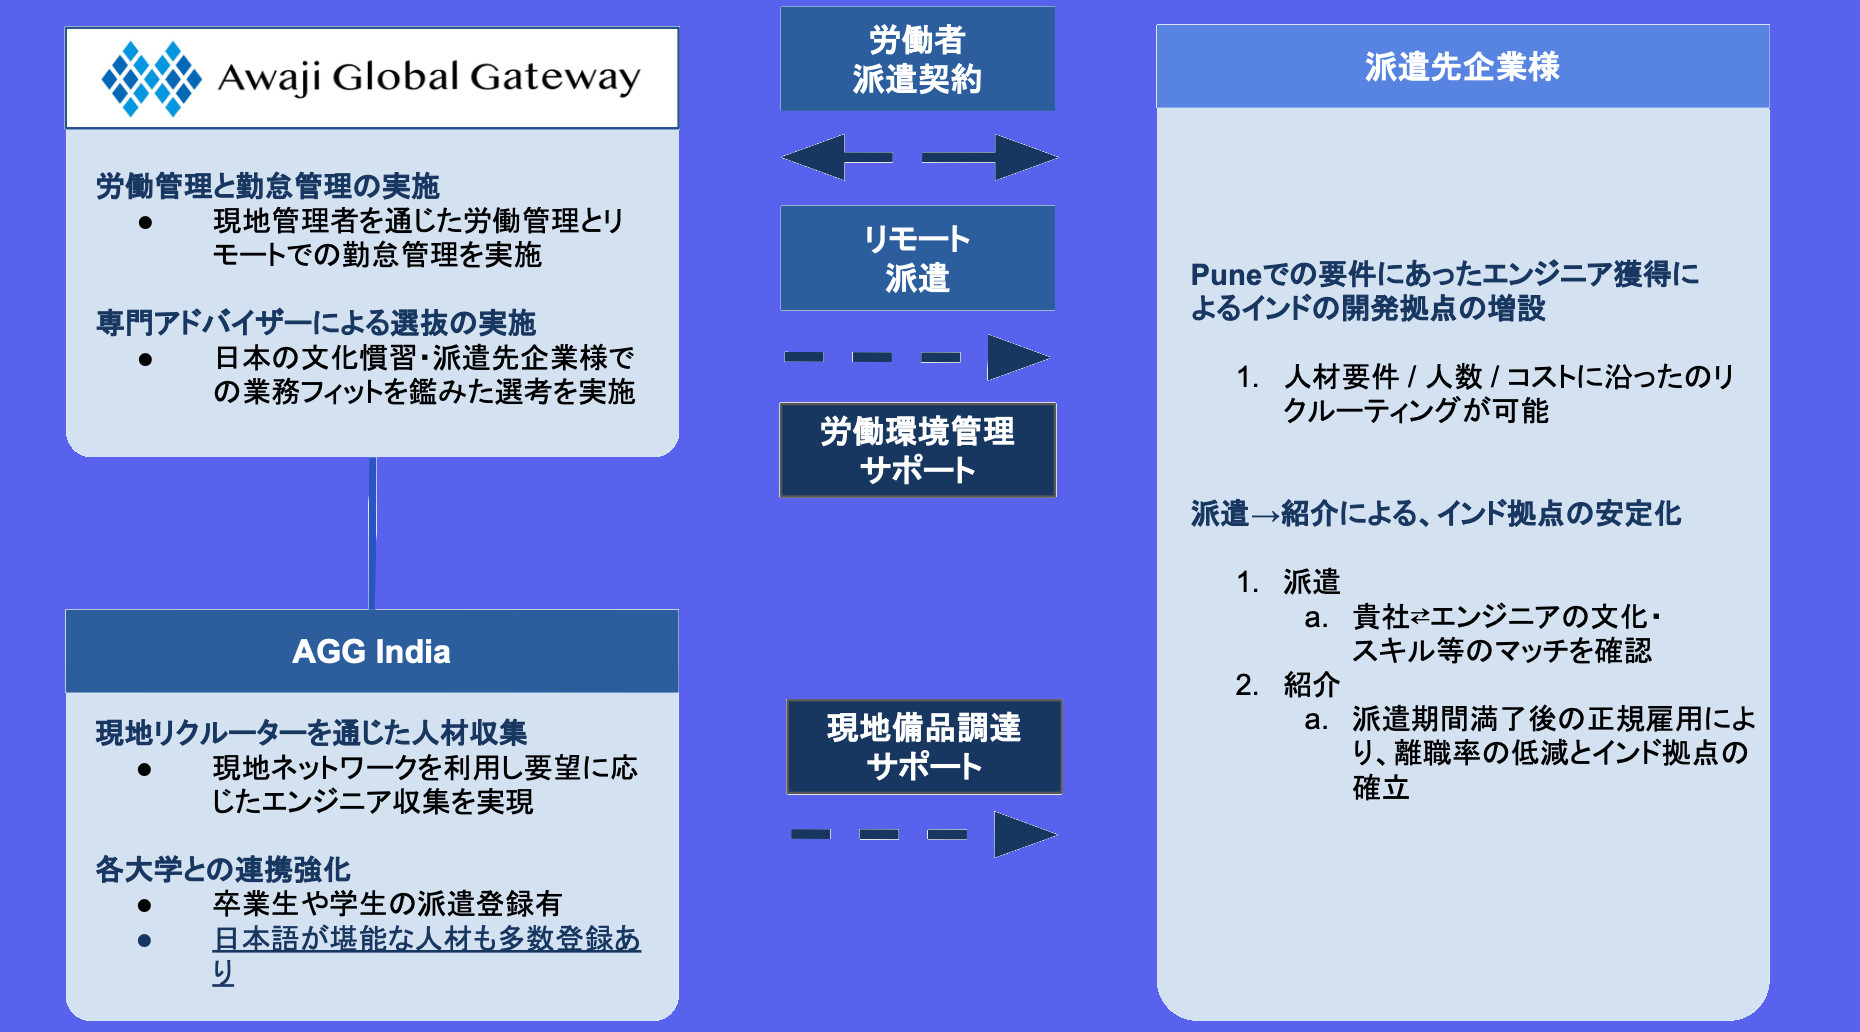 Awaji Global Gateway
労働管理と勤怠管理の実施
● 現地管理者を通じた労働管理とリ
モートでの勤怠管理を実施
専門アドバイザーによる選抜の実施
● 日本の文化慣習・派遣先企業様で
の業務フィットを鑑みた選考を実施
AGG India
現地リクルーターを通じた人材収集
● 現地ネットワークを利用し要望に応
じたエンジニア収集を実現
各大学との連携強化
● 卒業生や学生の派遣登録有
● 日本語が堪能な人材も多数登録あ
り
労働者
派遣契約
リモート
派遣
労働環境管理
サポート
現地備品調達
サポート
派遣先企業様
Puneでの要件にあったエンジニア獲得に
よるインドの開発拠点の増設
1. 人材要件 / 人数 / コストに沿ったのリ
クルーティングが可能
派遣→紹介による、インド拠点の安定化
1. 派遣
a. 貴社⇄エンジニアの文化・
スキル等のマッチを確認
2. 紹介
a. 派遣期間満了後の正規雇用によ
り、離職率の低減とインド拠点の
確立